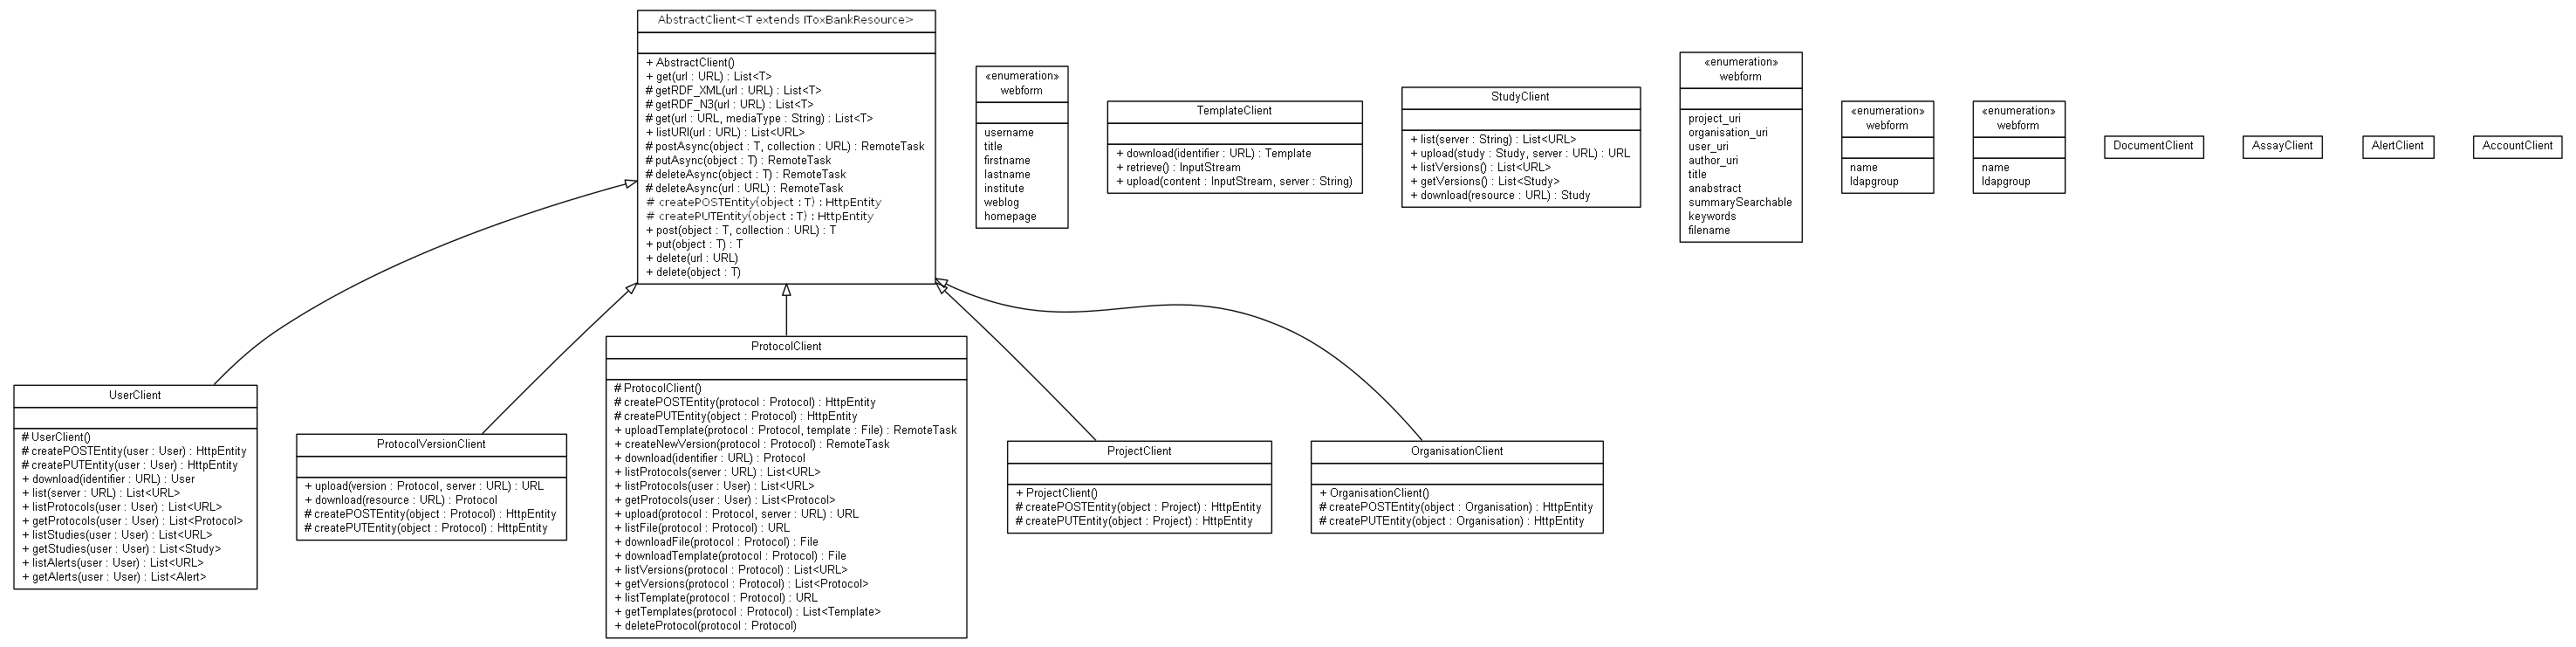 AbstractClient<T extends IToxBankResource>
+ AbstractClient()
+ get(url : URL) : List<T>
# getRDF_XML(url : URL) : List<T>
# getRDF_N3(url : URL) : List<T>
# get(url : URL, mediaType : String) : List<T>
+ listURI(url : URL) : List<URL>
# postAsync(object : T, collection : URL) : RemoteTask
# putAsync(object : T) : RemoteTask
# deleteAsync(object : T) : RemoteTask
# deleteAsync(url : URL) : RemoteTask
# createPOSTEntity(object : T) : HttpEntity
# createPUTEntity(object : T) : HttpEntity
+ post(object : T, collection : URL) : T
+ put(object : T) : T
+ delete(url : URL)
+ delete(object : T)
«enumeration»
webform
username
title
firstname
lastname
institute
weblog
homepage
TemplateClient
+ download(identifier : URL) : Template
+ retrieve() : InputStream
+ upload(content : InputStream, server : String)
StudyClient
+ list(server : String) : List<URL>
+ upload(study : Study, server : URL) : URL
+ listVersions() : List<URL>
+ getVersions() : List<Study>
+ download(resource : URL) : Study
«enumeration»
webform
project_uri
organisation_uri
user_uri
author_uri
title
anabstract
summarySearchable
keywords
filename
«enumeration»
webform
name
ldapgroup
«enumeration»
webform
name
ldapgroup
DocumentClient
AssayClient
AlertClient
AccountClient
UserClient
# UserClient()
# createPOSTEntity(user : User) : HttpEntity
# createPUTEntity(user : User) : HttpEntity
+ download(identifier : URL) : User
+ list(server : URL) : List<URL>
+ listProtocols(user : User) : List<URL>
+ getProtocols(user : User) : List<Protocol>
+ listStudies(user : User) : List<URL>
+ getStudies(user : User) : List<Study>
+ listAlerts(user : User) : List<URL>
+ getAlerts(user : User) : List<Alert>
ProtocolVersionClient
+ upload(version : Protocol, server : URL) : URL
+ download(resource : URL) : Protocol
# createPOSTEntity(object : Protocol) : HttpEntity
# createPUTEntity(object : Protocol) : HttpEntity
ProtocolClient
# ProtocolClient()
# createPOSTEntity(protocol : Protocol) : HttpEntity
# createPUTEntity(object : Protocol) : HttpEntity
+ uploadTemplate(protocol : Protocol, template : File) : RemoteTask
+ createNewVersion(protocol : Protocol) : RemoteTask
+ download(identifier : URL) : Protocol
+ listProtocols(server : URL) : List<URL>
+ listProtocols(user : User) : List<URL>
+ getProtocols(user : User) : List<Protocol>
+ upload(protocol : Protocol, server : URL) : URL
+ listFile(protocol : Protocol) : URL
+ downloadFile(protocol : Protocol) : File
+ downloadTemplate(protocol : Protocol) : File
+ listVersions(protocol : Protocol) : List<URL>
+ getVersions(protocol : Protocol) : List<Protocol>
+ listTemplate(protocol : Protocol) : URL
+ getTemplates(protocol : Protocol) : List<Template>
+ deleteProtocol(protocol : Protocol)
ProjectClient
+ ProjectClient()
# createPOSTEntity(object : Project) : HttpEntity
# createPUTEntity(object : Project) : HttpEntity
OrganisationClient
+ OrganisationClient()
# createPOSTEntity(object : Organisation) : HttpEntity
# createPUTEntity(object : Organisation) : HttpEntity